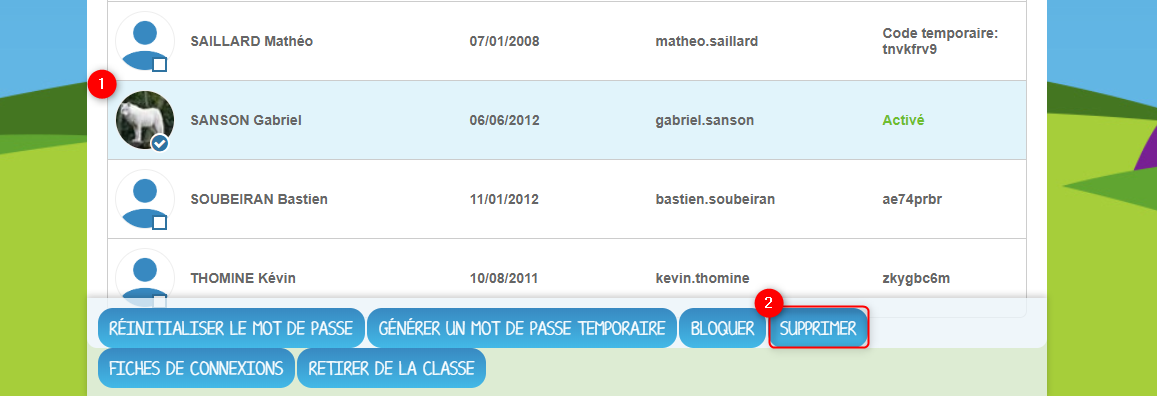 SAILLARD Mathéo 07/01/2008 matheo.saillard Code temporaire:
tnvkfrv9
1
SANSON Gabriel 06/06/2012 gabriel.sanson Activé
SOUBEIRAN Bastien 11/01/2012 bastien.soubeiran ae74prbr
THOMINE Kévin 10/08/2011 kevin.thomine zkygbc6m
2
RÉINITIALISER LE MOT DE PASSE GÉNÉRER UN MOT DE PASSE TEMPORAIRE BLOQUER SUPPRIMER
FICHES DE CONNEXIONS RETIRER DE LA CLASSE